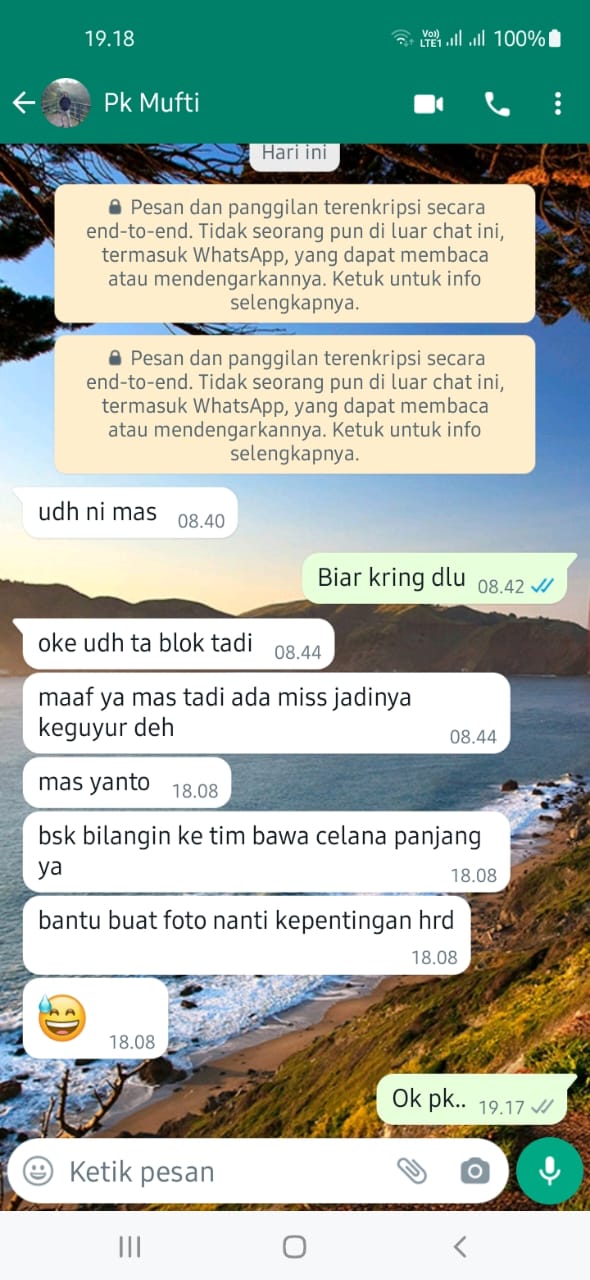 19.18
Vo))
LTE1
100%
Pk Mufti
Hari ini
Pesan dan panggilan terenkripsi secara
end-to-end. Tidak seorang pun di luar chat ini,
termasuk WhatsApp, yang dapat membaca
atau mendengarkannya. Ketuk untuk info
selengkapnya.
Pesan dan panggilan terenkripsi secara
end-to-end. Tidak seorang pun di luar chat ini,
termasuk WhatsApp, yang dapat membaca
atau mendengarkannya. Ketuk untuk info
selengkapnya.
udh ni mas 08.40
Biar kring dlu 08.42
oke udh ta blok tadi 08.44
maaf ya mas tadi ada miss jadinya
keguyur deh
08.44
mas yanto 18.08
bsk bilangin ke tim bawa celana panjang
ya
18.08
bantu buat foto nanti kepentingan hrd
18.08
18.08
Ok pk.. 19.17
Ketik pesan